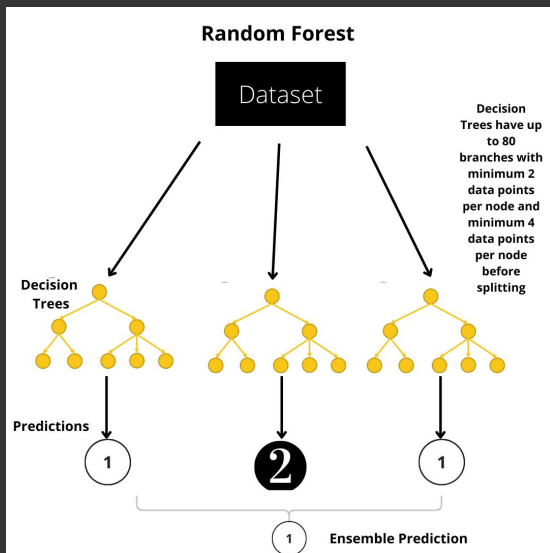 Random Forest
Dataset
Decision
Trees have up
to 80
branches with
minimum 2
data points
per node and
minimum 4
data points
per node
before
splitting
Decision
Trees
Predictions
1
2
1
1
Ensemble Prediction